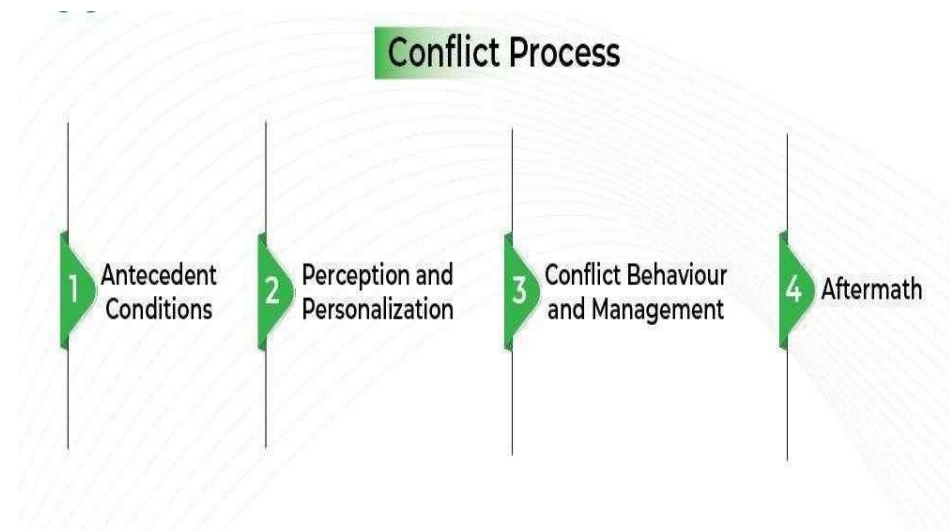 Conflict Process
1
Antecedent
Conditions
2
Perception and
Personalization
3
Conflict Behaviour
and Management
4
Aftermath